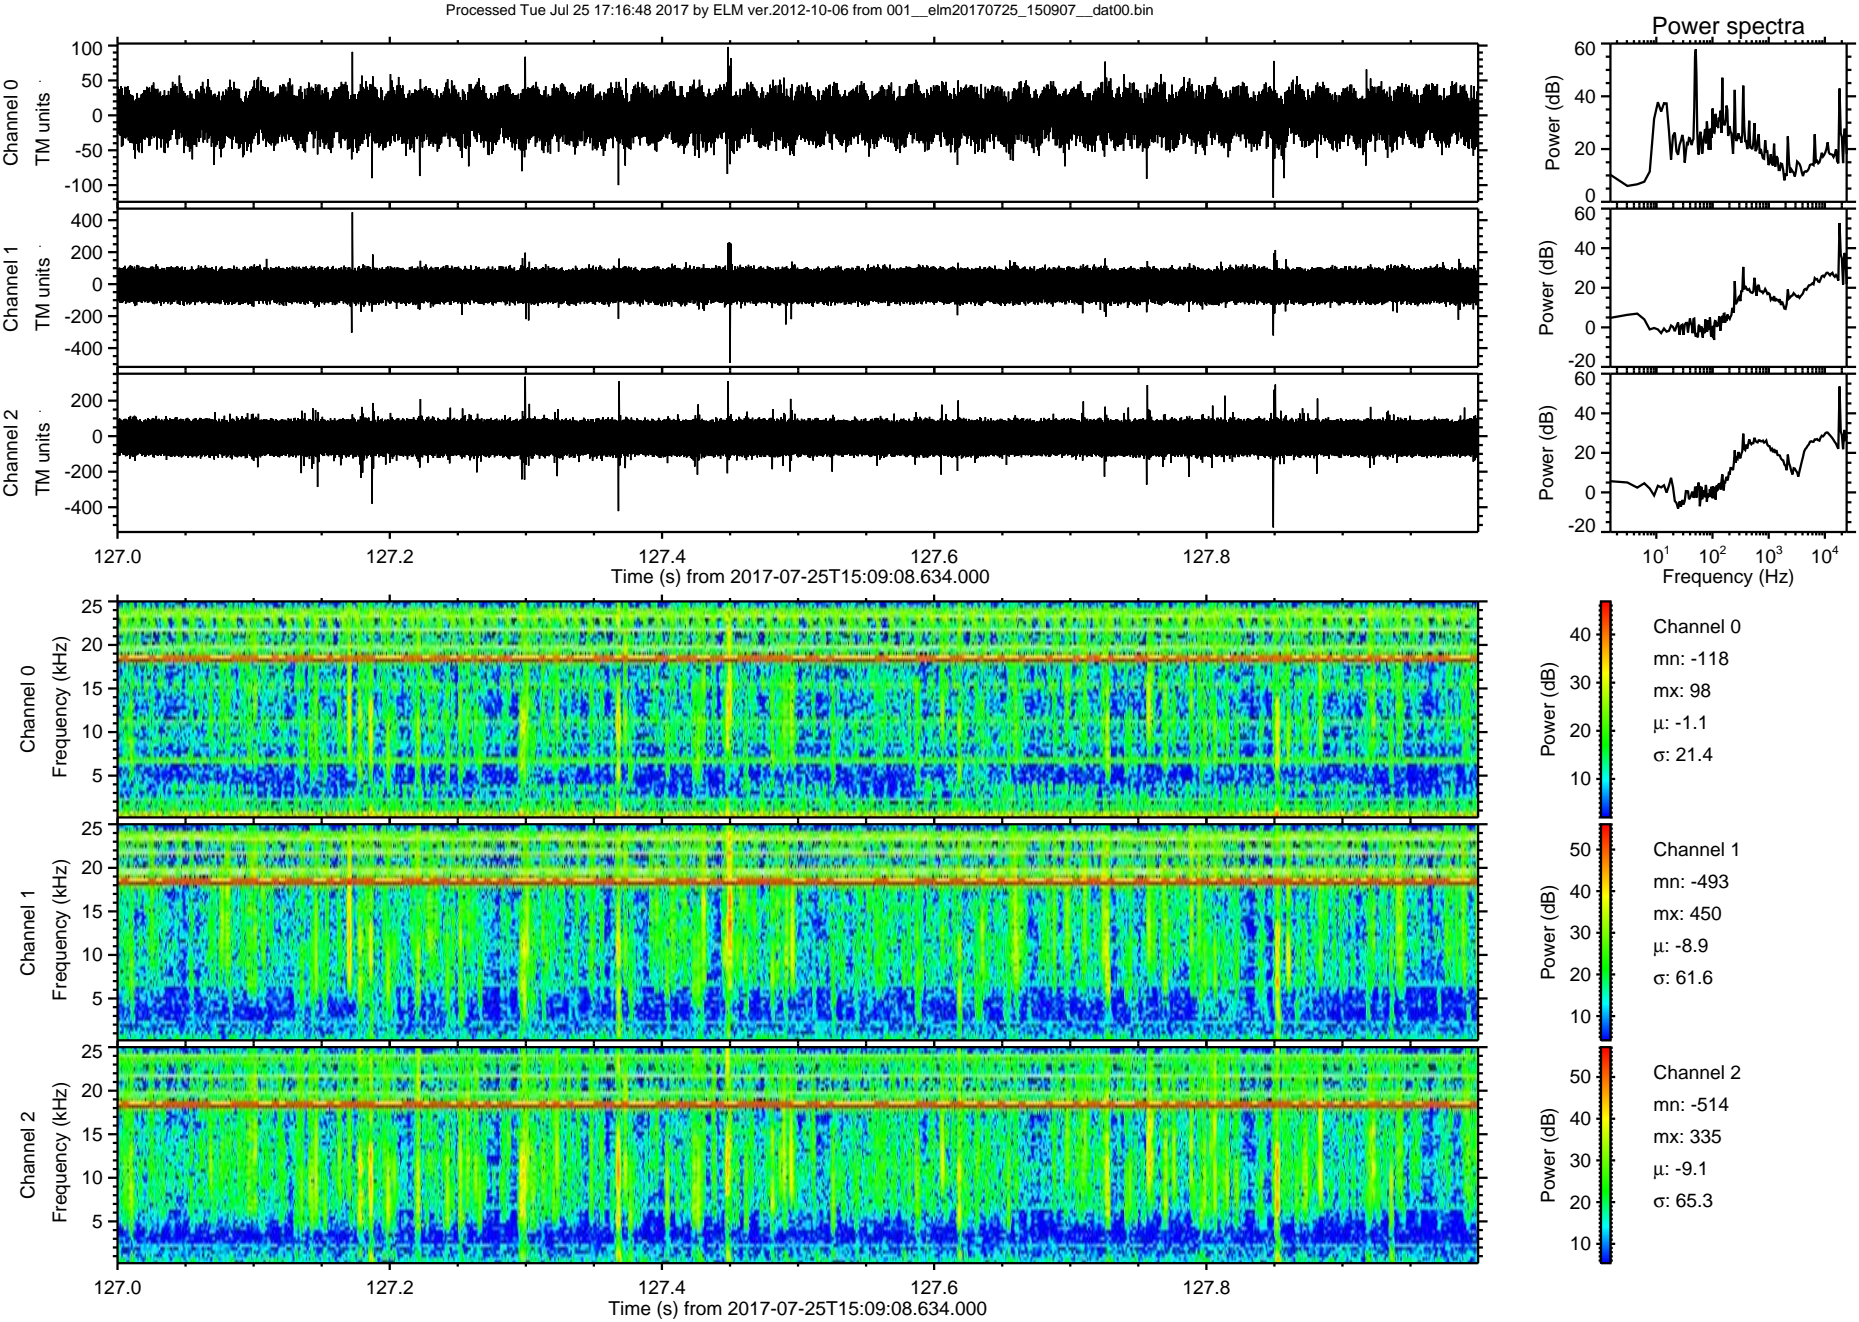 Processed Tue Jul 25 17:16:48 2017 by ELM ver.2012-10-06 from 001__elm20170725_150907__dat00.bin
Power spectra
Channel 0
TM units
100
50
0
-50
-100
Power (dB)
60
40
20
0
Channel 1
TM units
400
200
0
-200
-400
Power (dB)
60
40
20
0
-20
Channel 2
TM units
200
0
-200
-400
Power (dB)
60
40
20
0
-20
127.0 127.2 127.4 127.6 127.8
Time (s) from 2017-07-25T15:09:08.634.000
10¹ 10² 10³ 10⁴
Frequency (Hz)
Channel 0
Frequency (kHz)
25
20
15
10
5
Power (dB)
40
30
20
10
Channel 0
mn: -118
mx: 98
μ: -1.1
σ: 21.4
Channel 1
Frequency (kHz)
25
20
15
10
5
Power (dB)
50
40
30
20
10
Channel 1
mn: -493
mx: 450
μ: -8.9
σ: 61.6
Channel 2
Frequency (kHz)
25
20
15
10
5
Power (dB)
50
40
30
20
10
Channel 2
mn: -514
mx: 335
μ: -9.1
σ: 65.3
127.0 127.2 127.4 127.6 127.8
Time (s) from 2017-07-25T15:09:08.634.000